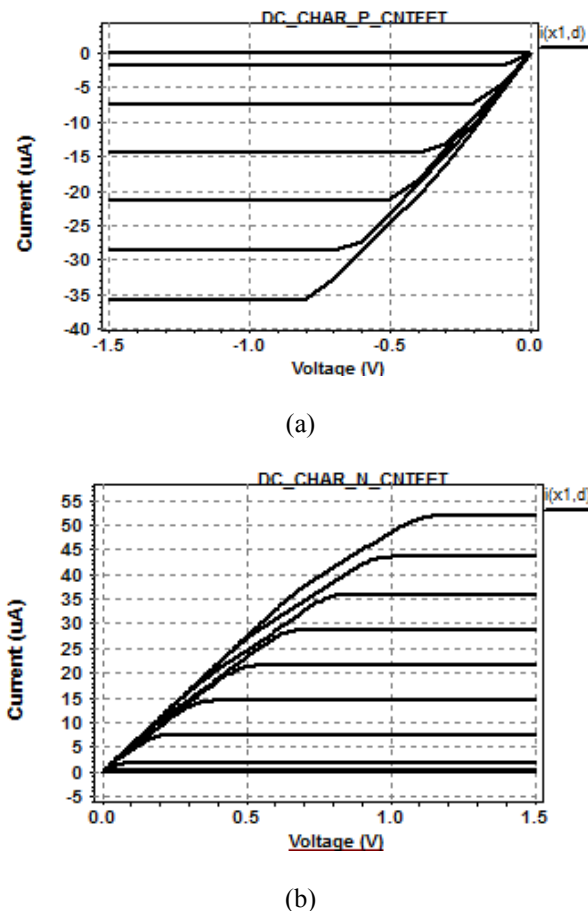 DC_CHAR_P_CNTFET
i(x1,d)
Current (uA)
0
-5
-10
-15
-20
-25
-30
-35
-40
-1.5 -1.0 -0.5 0.0
Voltage (V)
(a)
DC_CHAR_N_CNTFET
i(x1,d)
Current (uA)
55
50
45
40
35
30
25
20
15
10
5
0
-5
0.0 0.5 1.0 1.5
Voltage (V)
(b)